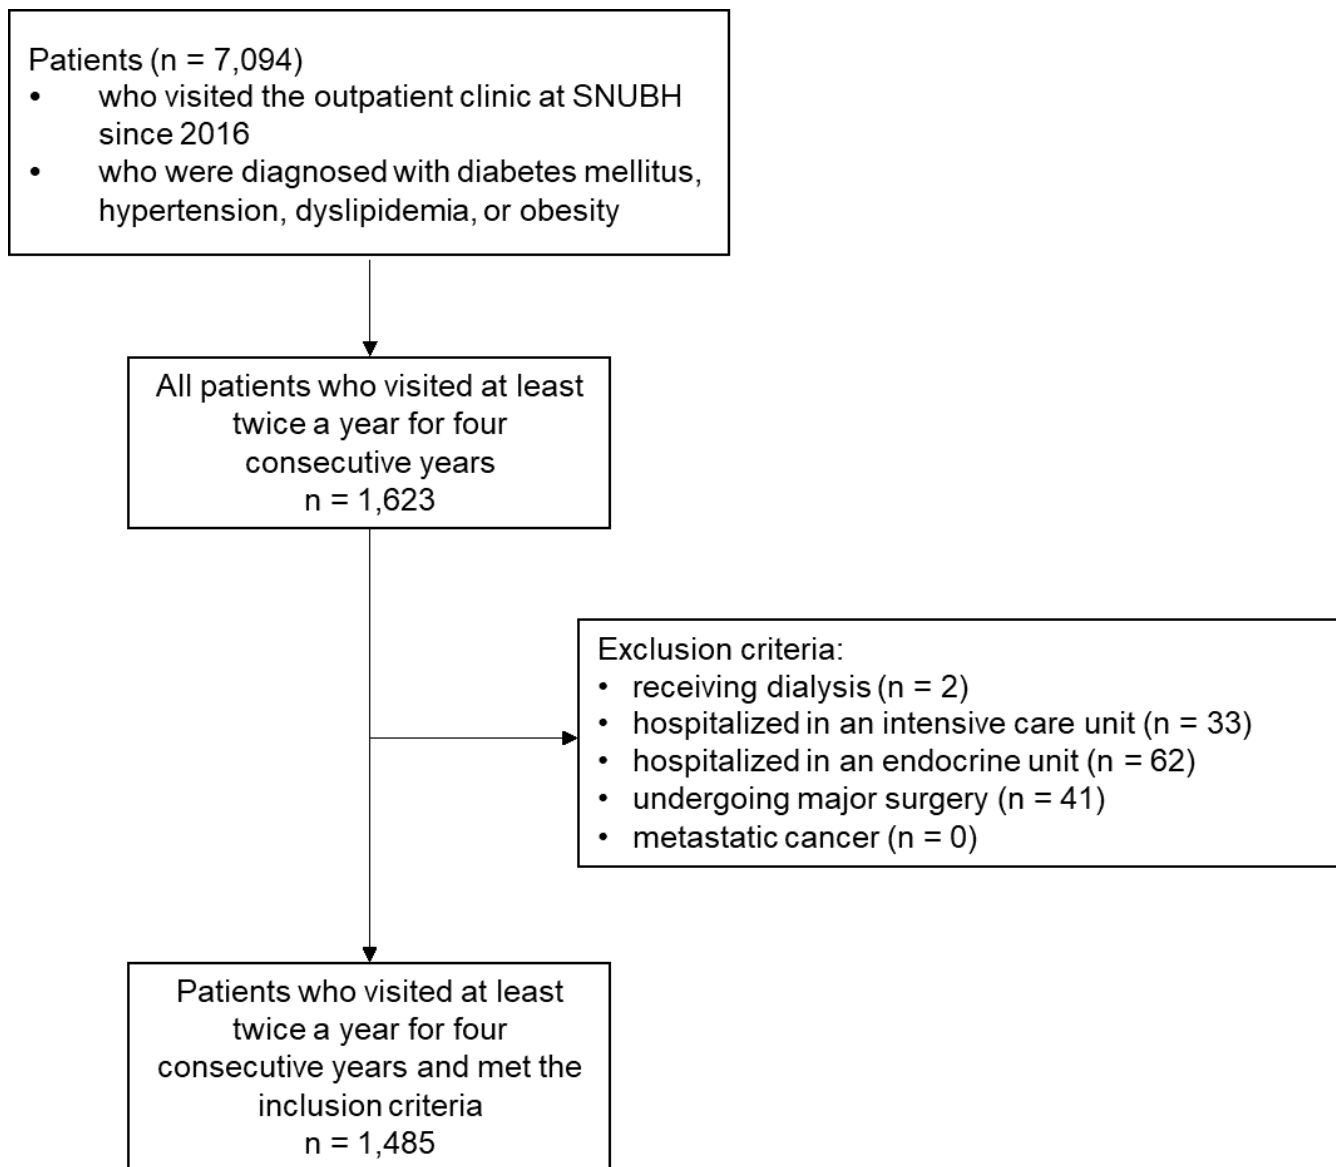 Patients (n = 7,094)
• who visited the outpatient clinic at SNUBH
since 2016
• who were diagnosed with diabetes mellitus,
hypertension, dyslipidemia, or obesity
All patients who visited at least
twice a year for four
consecutive years
n = 1,623
Exclusion criteria:
• receiving dialysis (n = 2)
• hospitalized in an intensive care unit (n = 33)
• hospitalized in an endocrine unit (n = 62)
• undergoing major surgery (n = 41)
• metastatic cancer (n = 0)
Patients who visited at least
twice a year for four
consecutive years and met the
inclusion criteria
n = 1,485